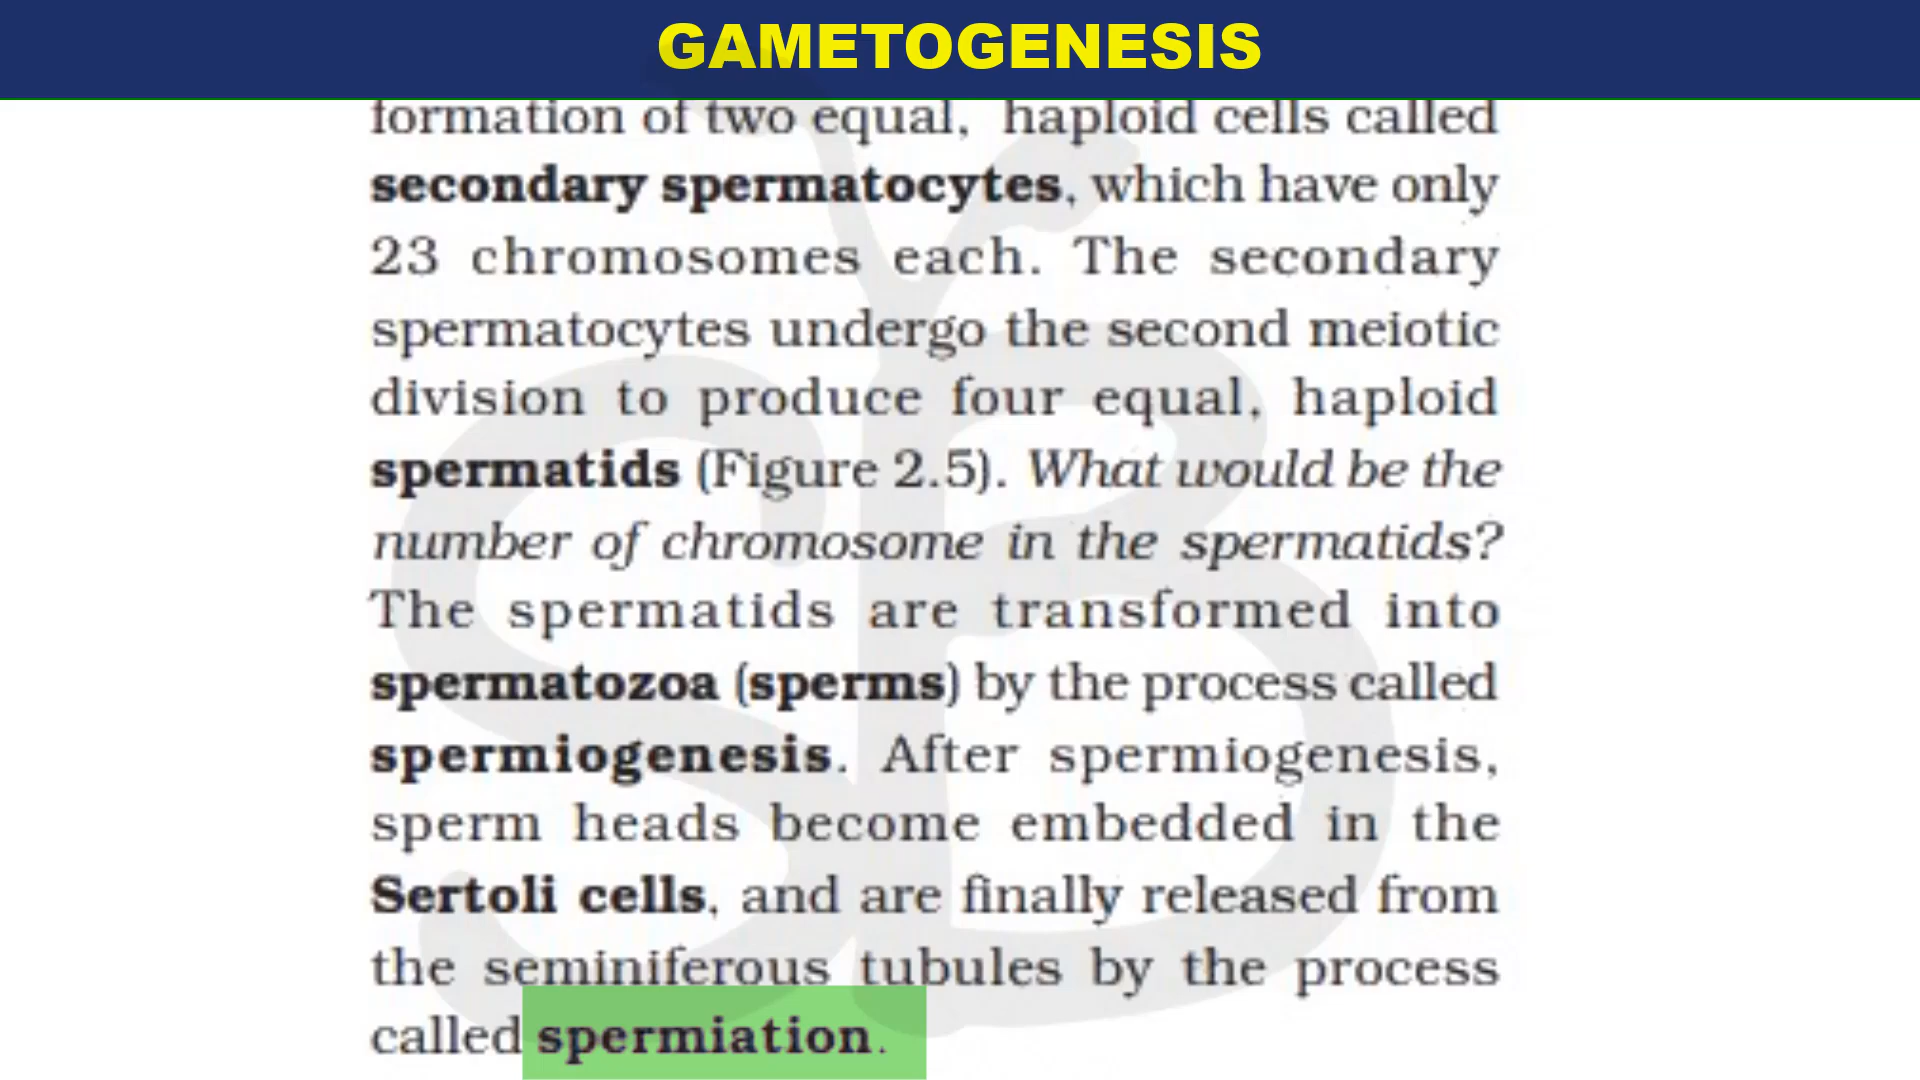 GAMETOGENESIS
formation of two equal, haploid cells called
secondary spermatocytes, which have only
23 chromosomes each. The secondary
spermatocytes undergo the second meiotic
division to produce four equal, haploid
spermatids (Figure 2.5). What would be the
number of chromosome in the spermatids?
The spermatids are transformed into
spermatozoa (sperms) by the process called
spermiogenesis. After spermiogenesis,
sperm heads become embedded in the
Sertoli cells, and are finally released from
the seminiferous tubules by the process
called spermiation.